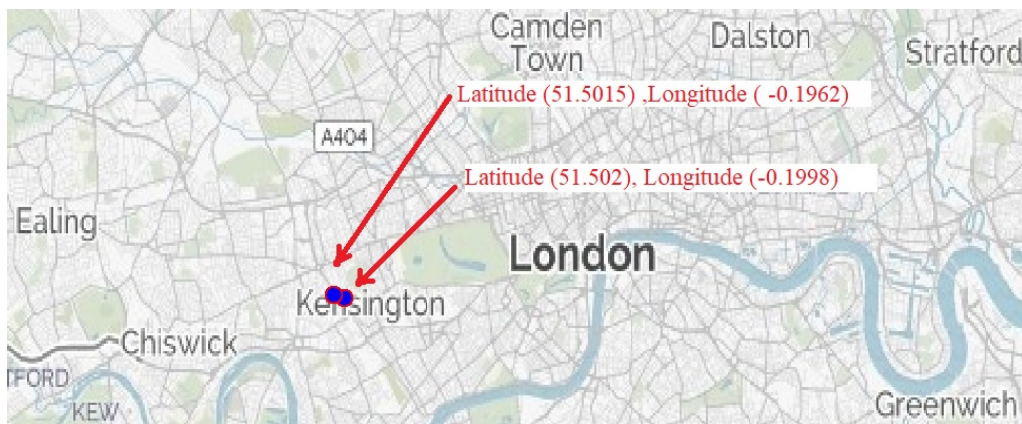 Camden
Town
Dalston
Stratford
Latitude (51.5015) ,Longitude ( -0.1962)
A404
Latitude (51.502), Longitude (-0.1998)
Ealing
London
Kensington
Chiswick
TFORD
KEW
Greenwich